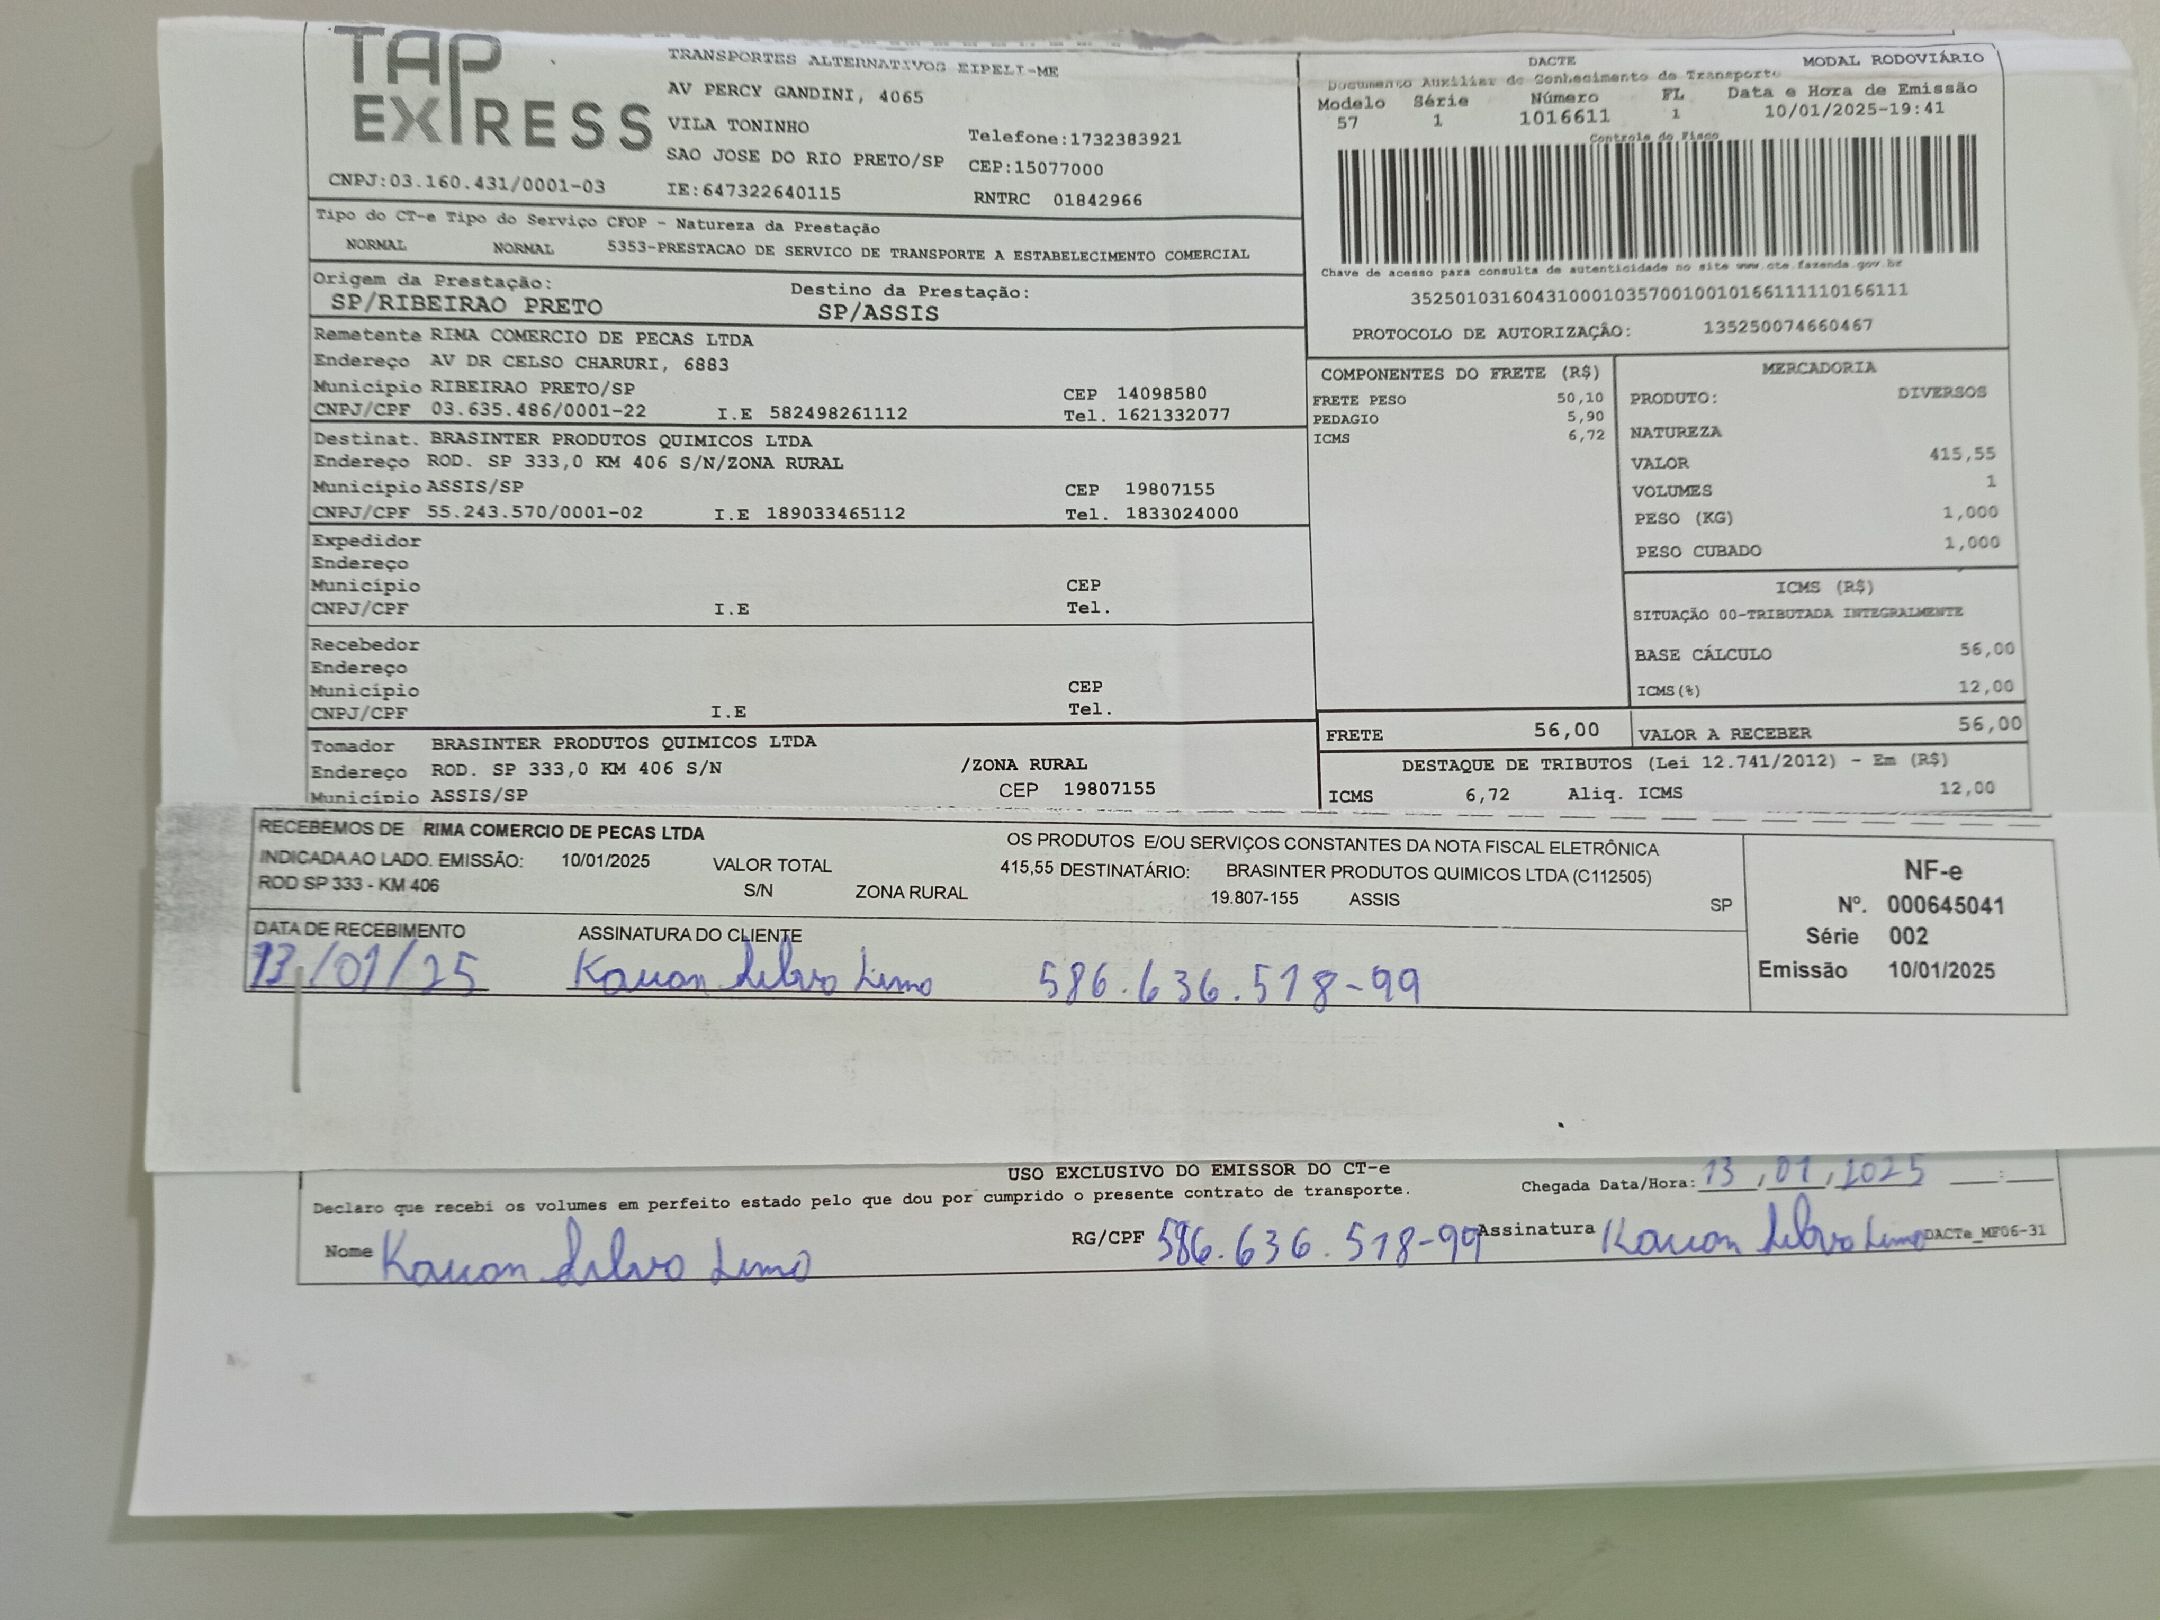 TAP EXPRESS
TRANSPORTES ALTERNATIVOS EIPELI-ME
AV PERCY GANDINI, 4065
VILA TONINHO
Telefone:1732383921
SAO JOSE DO RIO PRETO/SP CEP:15077000
CNPJ:03.160.431/0001-03 IE:647322640115 RNTRC 01842966
DACTE MODAL RODOVIÁRIO
Documento Auxiliar do Conhecimento de Transporte
Modelo Série Número FL Data e Hora de Emissão
57 1 1016611 1 10/01/2025-19:41
Controle do Fisco
Chave de acesso para consulta de autenticidade no site www.cte.fazenda.gov.br
35250103160431000103570010010166111110166111
PROTOCOLO DE AUTORIZAÇÃO: 135250074660467
Tipo do CT-e Tipo do Serviço CFOP - Natureza da Prestação
NORMAL NORMAL 5353-PRESTACAO DE SERVICO DE TRANSPORTE A ESTABELECIMENTO COMERCIAL
Origem da Prestação: Destino da Prestação:
SP/RIBEIRAO PRETO SP/ASSIS
Remetente RIMA COMERCIO DE PECAS LTDA
Endereço AV DR CELSO CHARURI, 6883
Município RIBEIRAO PRETO/SP CEP 14098580
CNPJ/CPF 03.635.486/0001-22 I.E 582498261112 Tel. 1621332077
Destinat. BRASINTER PRODUTOS QUIMICOS LTDA
Endereço ROD. SP 333,0 KM 406 S/N/ZONA RURAL
Município ASSIS/SP CEP 19807155
CNPJ/CPF 55.243.570/0001-02 I.E 189033465112 Tel. 1833024000
Expedidor
Endereço
Município CEP
CNPJ/CPF I.E Tel.
Recebedor
Endereço
Município CEP
CNPJ/CPF I.E Tel.
Tomador BRASINTER PRODUTOS QUIMICOS LTDA
Endereço ROD. SP 333,0 KM 406 S/N /ZONA RURAL
Município ASSIS/SP CEP 19807155
COMPONENTES DO FRETE (R$)
FRETE PESO 50,10
PEDAGIO 5,90
ICMS 6,72
MERCADORIA
PRODUTO: DIVERSOS
NATUREZA
VALOR 415,55
VOLUMES 1
PESO (KG) 1,000
PESO CUBADO 1,000
ICMS (R$)
SITUAÇÃO 00-TRIBUTADA INTEGRALMENTE
BASE CÁLCULO 56,00
ICMS(%) 12,00
FRETE 56,00 VALOR A RECEBER 56,00
DESTAQUE DE TRIBUTOS (Lei 12.741/2012) - Em (R$)
ICMS 6,72 Aliq. ICMS 12,00
RECEBEMOS DE RIMA COMERCIO DE PECAS LTDA OS PRODUTOS E/OU SERVIÇOS CONSTANTES DA NOTA FISCAL ELETRÔNICA
INDICADA AO LADO. EMISSÃO: 10/01/2025 VALOR TOTAL 415,55 DESTINATÁRIO: BRASINTER PRODUTOS QUIMICOS LTDA (C112505)
ROD SP 333 - KM 406 S/N ZONA RURAL 19.807-155 ASSIS SP
DATA DE RECEBIMENTO ASSINATURA DO CLIENTE
13/01/25 Kauan Silva Lima 586.636.518-99
NF-e
Nº. 000645041
Série 002
Emissão 10/01/2025
USO EXCLUSIVO DO EMISSOR DO CT-e
Declaro que recebi os volumes em perfeito estado pelo que dou por cumprido o presente contrato de transporte. Chegada Data/Hora: 13/01/2025 __:__
Nome Kauan Silva Lima RG/CPF 586.636.518-99 Assinatura Kauan Silva Lima DACTe_MF06-31